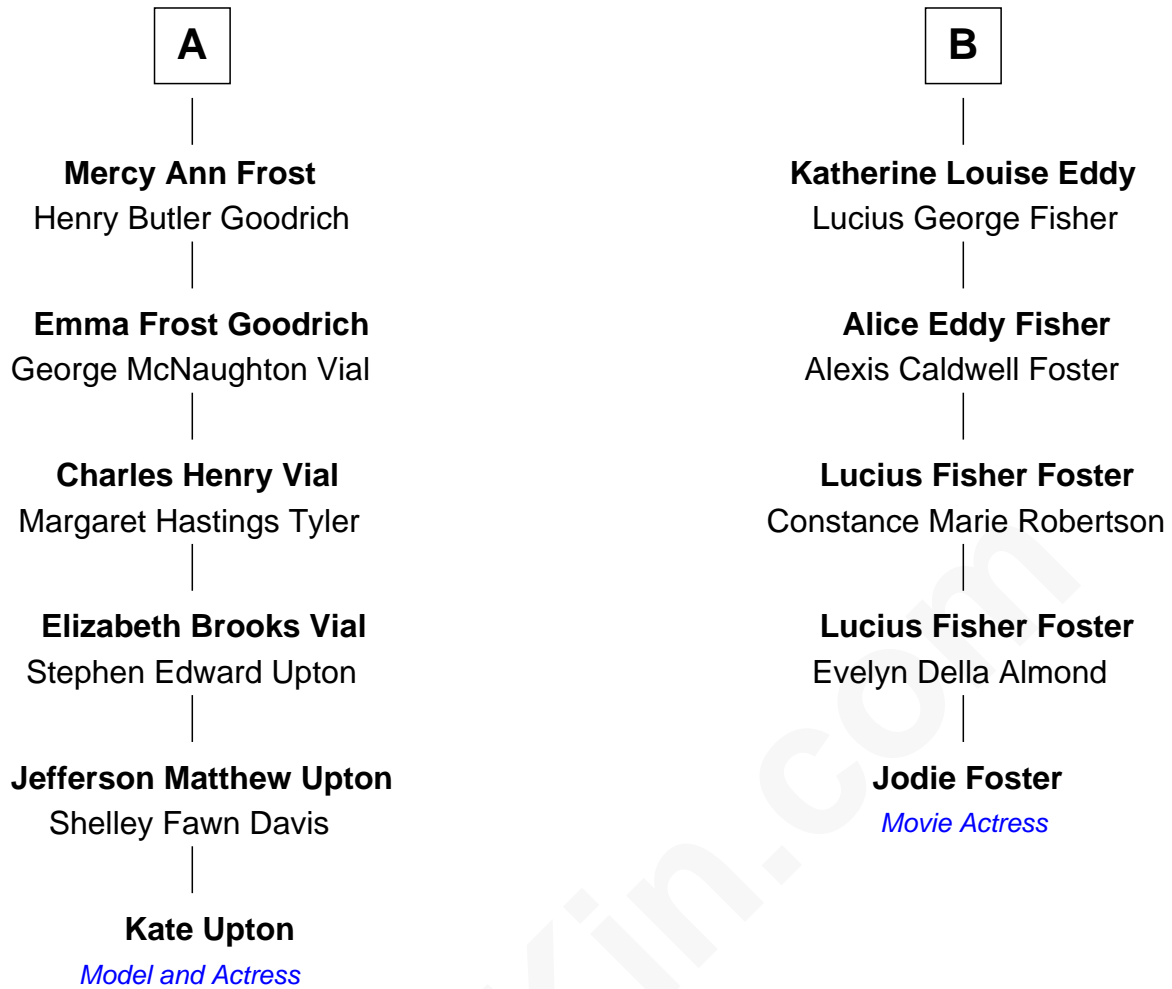 A
Mercy Ann Frost
Henry Butler Goodrich
Emma Frost Goodrich
George McNaughton Vial
Charles Henry Vial
Margaret Hastings Tyler
Elizabeth Brooks Vial
Stephen Edward Upton
Jefferson Matthew Upton
Shelley Fawn Davis
Kate Upton
Model and Actress
B
Katherine Louise Eddy
Lucius George Fisher
Alice Eddy Fisher
Alexis Caldwell Foster
Lucius Fisher Foster
Constance Marie Robertson
Lucius Fisher Foster
Evelyn Della Almond
Jodie Foster
Movie Actress
Kin.com